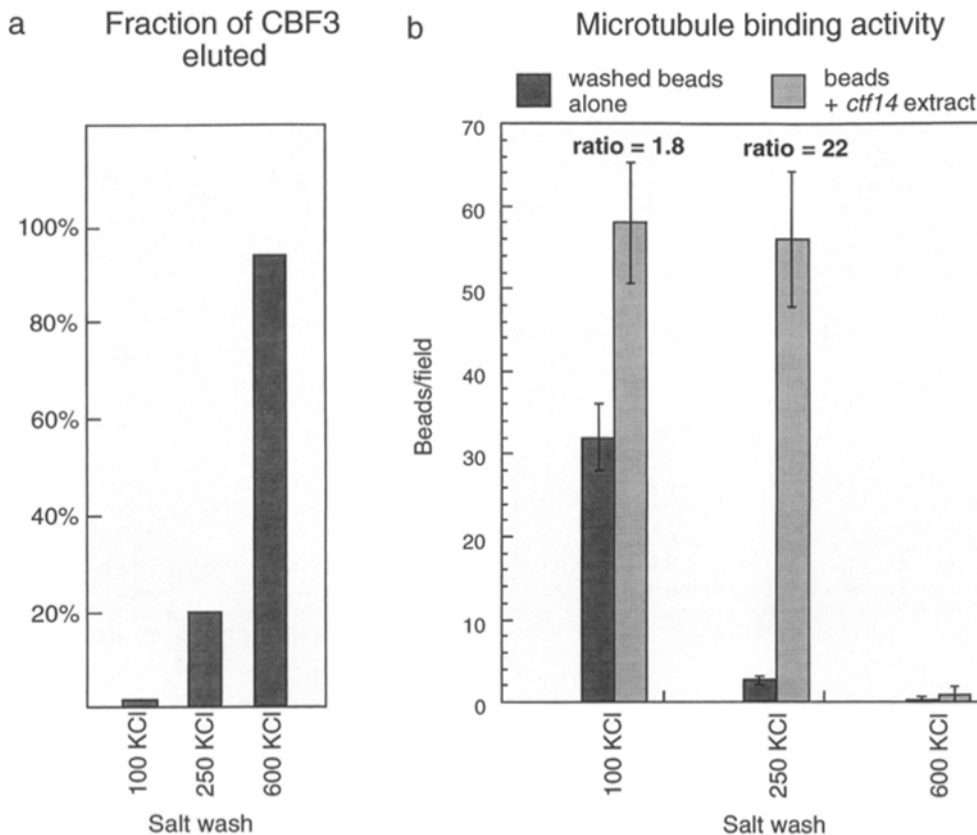 a
Fraction of CBF3
eluted
100%
80%
60%
40%
20%
100 KCl
250 KCl
600 KCl
Salt wash
b
Microtubule binding activity
washed beads
alone
beads
+ ctf14 extract
70
60
50
40
30
20
10
0
Beads/field
ratio = 1.8
ratio = 22
100 KCl
250 KCl
600 KCl
Salt wash